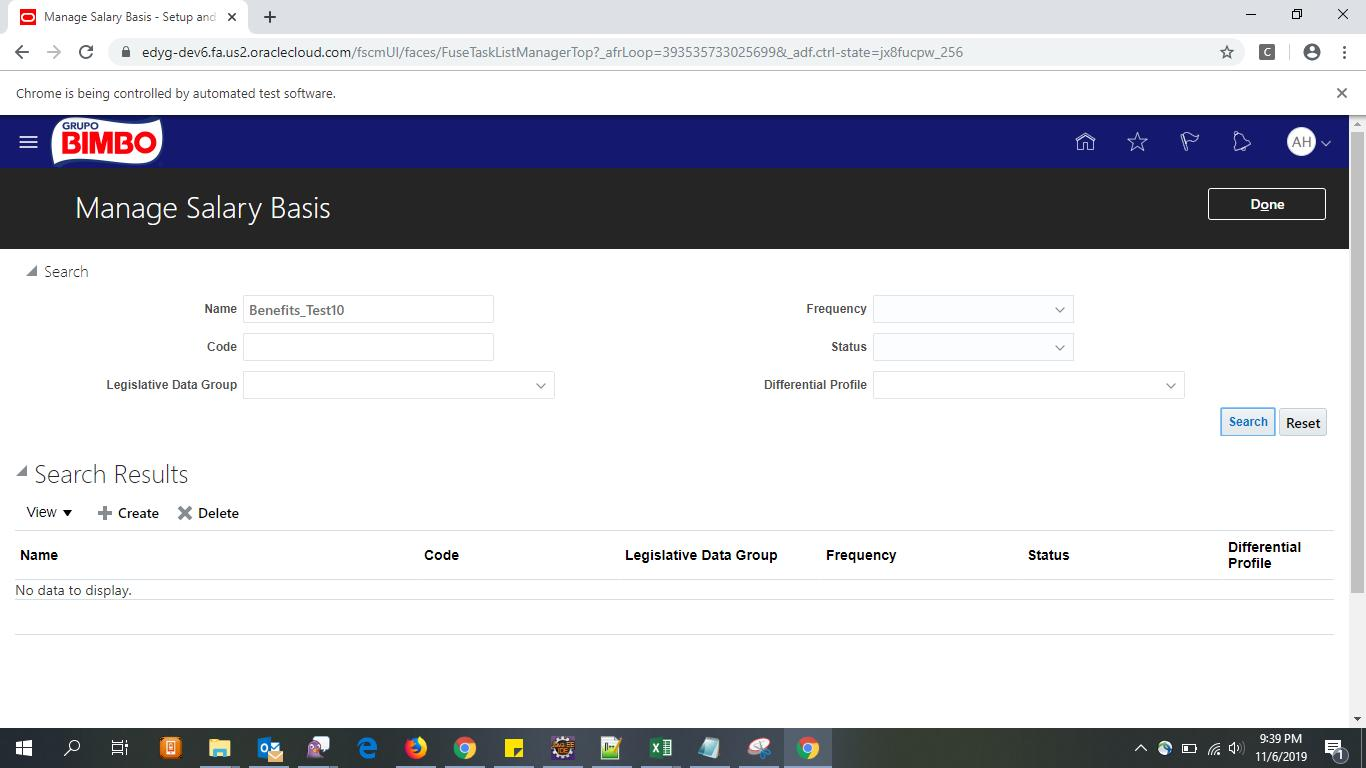 Manage Salary Basis - Setup and
edyg-dev6.fa.us2.oraclecloud.com/fscmUI/faces/FuseTaskListManagerTop?_afrLoop=393535733025699&_adf.ctrl-state=jx8fucpw_256
C
Chrome is being controlled by automated test software.
GRUPO
BIMBO
AH
Manage Salary Basis
Done
Search
Name Benefits_Test10 Frequency
Code Status
Legislative Data Group Differential Profile
Search Reset
Search Results
View Create Delete
Name Code Legislative Data Group Frequency Status Differential Profile
No data to display.
9:39 PM
11/6/2019
1